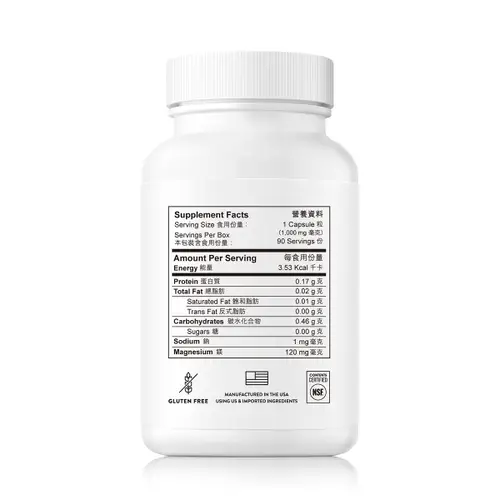 Supplement Facts 營養資料
Serving Size 食用份量： 1 Capsule 粒
(1,000 mg 毫克)
Servings Per Box
本包裝含食用份量： 90 Servings 份
Amount Per Serving 每食用份量
Energy 能量 3.53 Kcal 千卡
Protein 蛋白質 0.17 g 克
Total Fat 總脂肪 0.02 g 克
Saturated Fat 飽和脂肪 0.01 g 克
Trans Fat 反式脂肪 0.00 g 克
Carbohydrates 碳水化合物 0.46 g 克
Sugars 糖 0.00 g 克
Sodium 鈉 1 mg 毫克
Magnesium 鎂 120 mg 毫克
GLUTEN FREE
MANUFACTURED IN THE USA
USING US & IMPORTED INGREDIENTS
CONTENTS
CERTIFIED
NSF